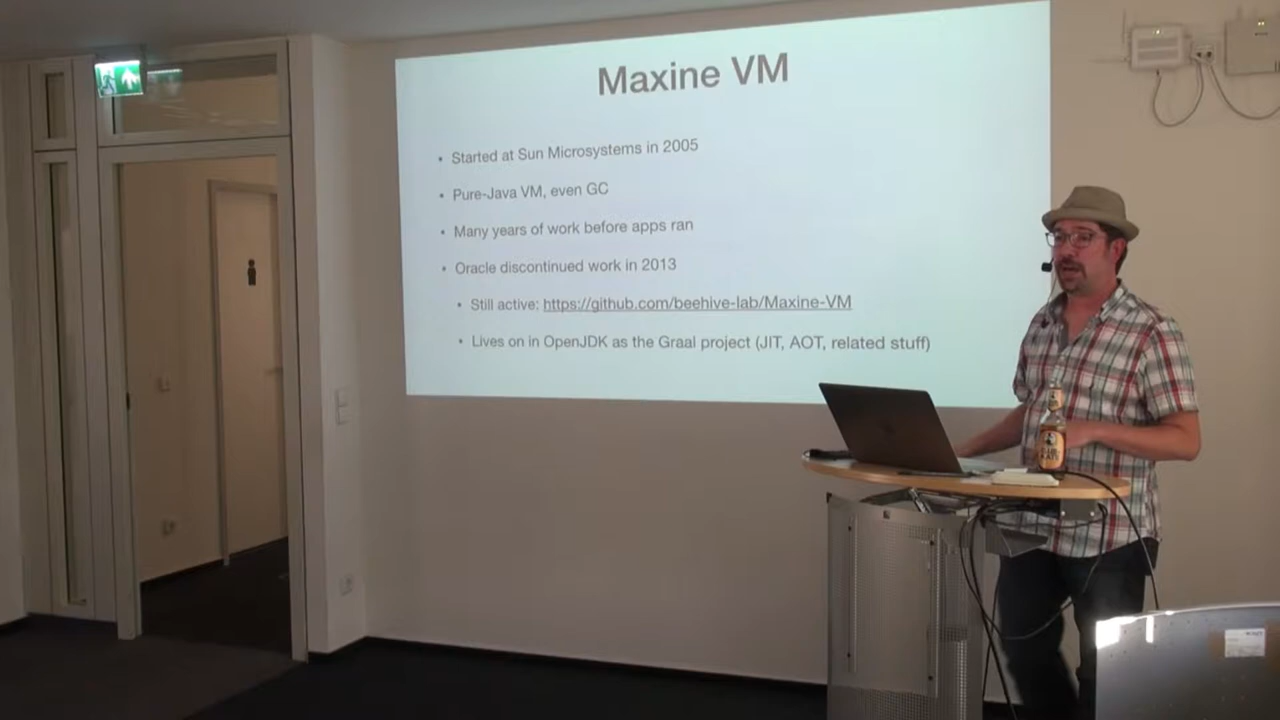 Maxine VM
• Started at Sun Microsystems in 2005
• Pure-Java VM, even GC
• Many years of work before apps ran
• Oracle discontinued work in 2013
• Still active: https://github.com/beehive-lab/Maxine-VM
• Lives on in OpenJDK as the Graal project (JIT, AOT, related stuff)